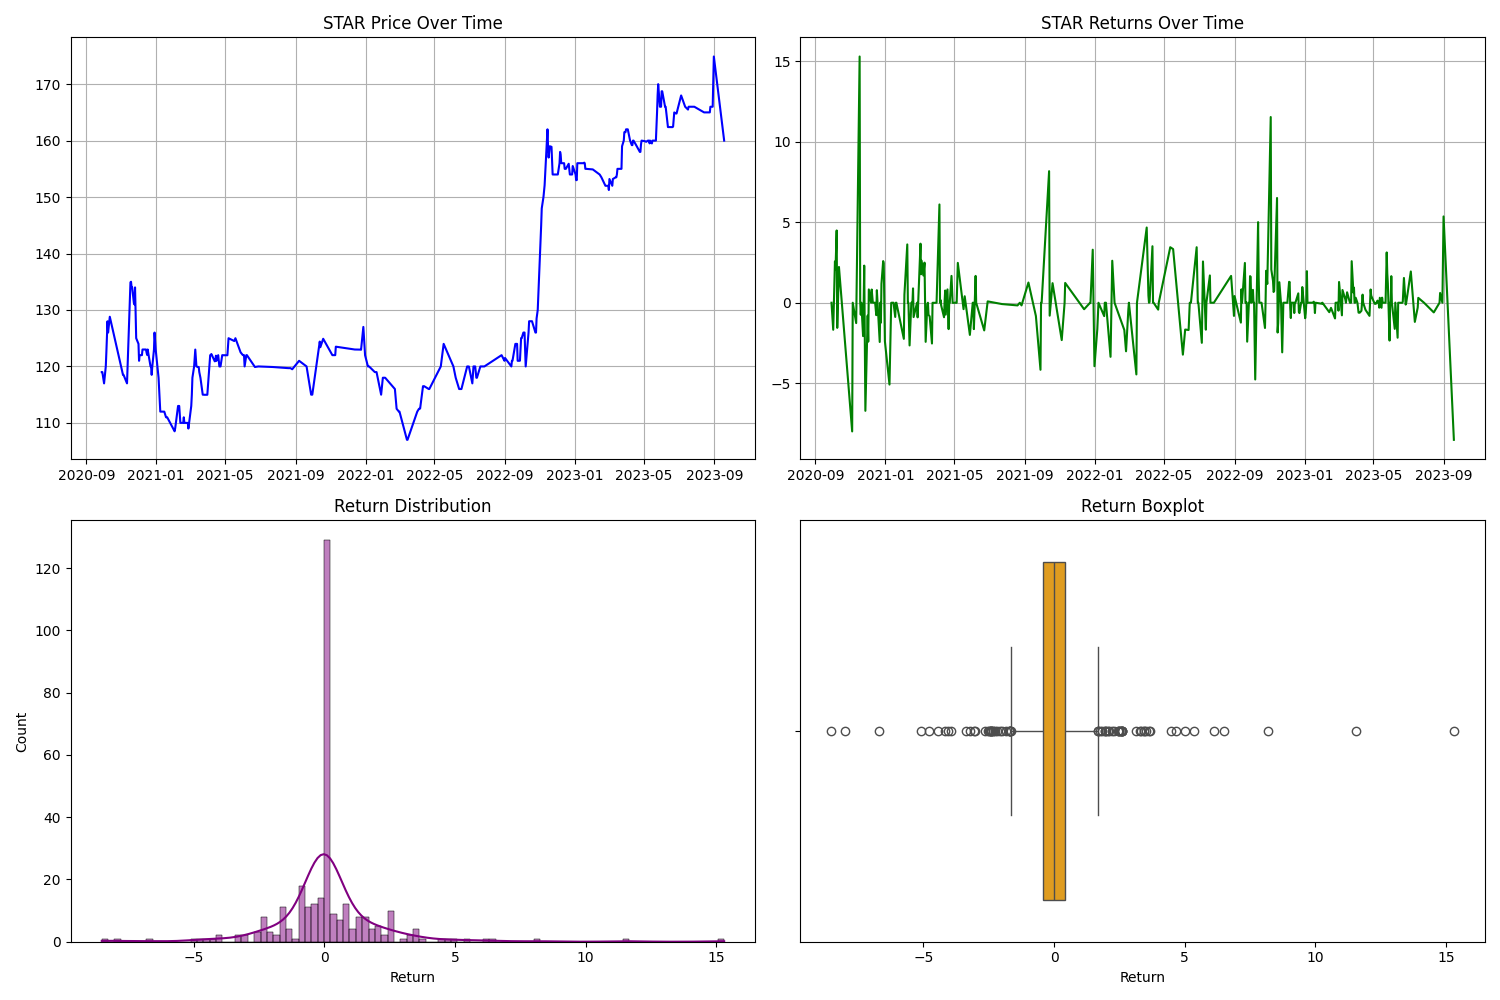 STAR Price Over Time
170
160
150
140
130
120
110
2020-09 2021-01 2021-05 2021-09 2022-01 2022-05 2022-09 2023-01 2023-05 2023-09
STAR Returns Over Time
15
10
5
0
−5
2020-09 2021-01 2021-05 2021-09 2022-01 2022-05 2022-09 2023-01 2023-05 2023-09
Return Distribution
Count
120
100
80
60
40
20
0
−5 0 5 10 15
Return
Return Boxplot
−5 0 5 10 15
Return